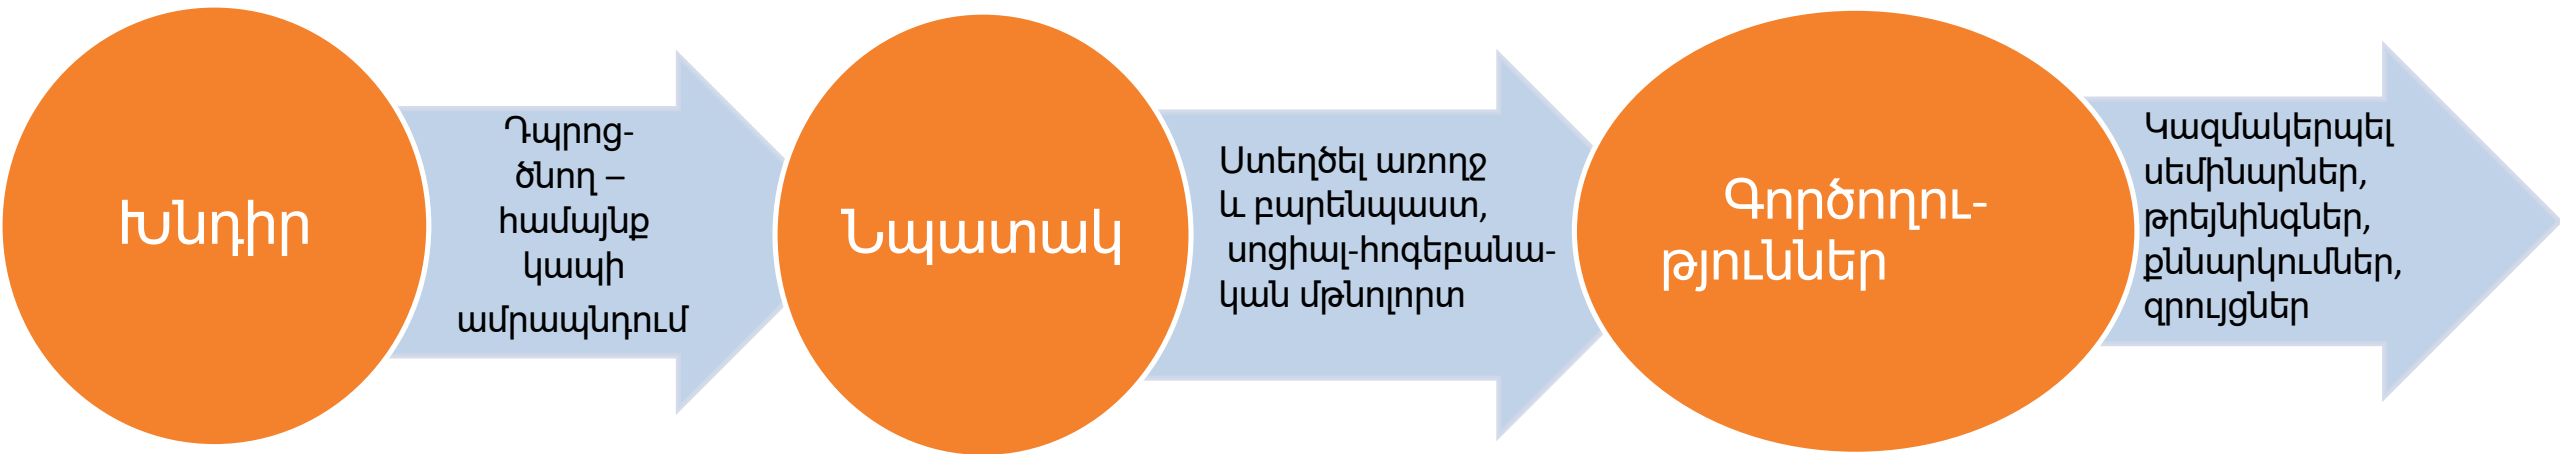 Խնդիր
Դպրոց-
ծնող –
համայնք
կապի
ամրապնդում
Նպատակ
Ստեղծել առողջ
և բարենպաստ,
սոցիալ-հոգեբանա-
կան մթնոլորտ
Գործողու-
թյուններ
Կազմակերպել
սեմինարներ,
թրեյնինգներ,
քննարկումներ,
զրույցներ